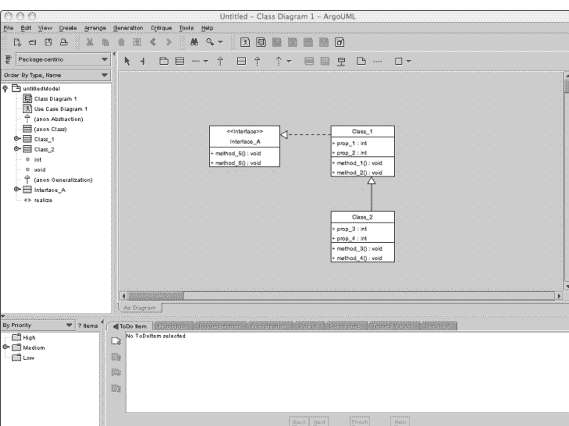 Untitled - Class Diagram 1 - ArgoUML
File Edit View Create Arrange Generation Critique Tools Help
Package-centric
Order By Type, Name
untitledModel
Class Diagram 1
Use Case Diagram 1
(anon Abstraction)
(anon Class)
Class_1
Class_2
int
void
(anon Generalization)
Interface_A
realize
<<Interface>>
Interface_A
+ method_5() : void
+ method_6() : void
Class_1
+ prop_1 : int
+ prop_2 : int
+ method_1() : void
+ method_2() : void
Class_2
+ prop_3 : int
+ prop_4 : int
+ method_3() : void
+ method_4() : void
As Diagram
By Priority
7 Items
High
Medium
Low
ToDo Item
No ToDoItem selected
Back Next Finish Help